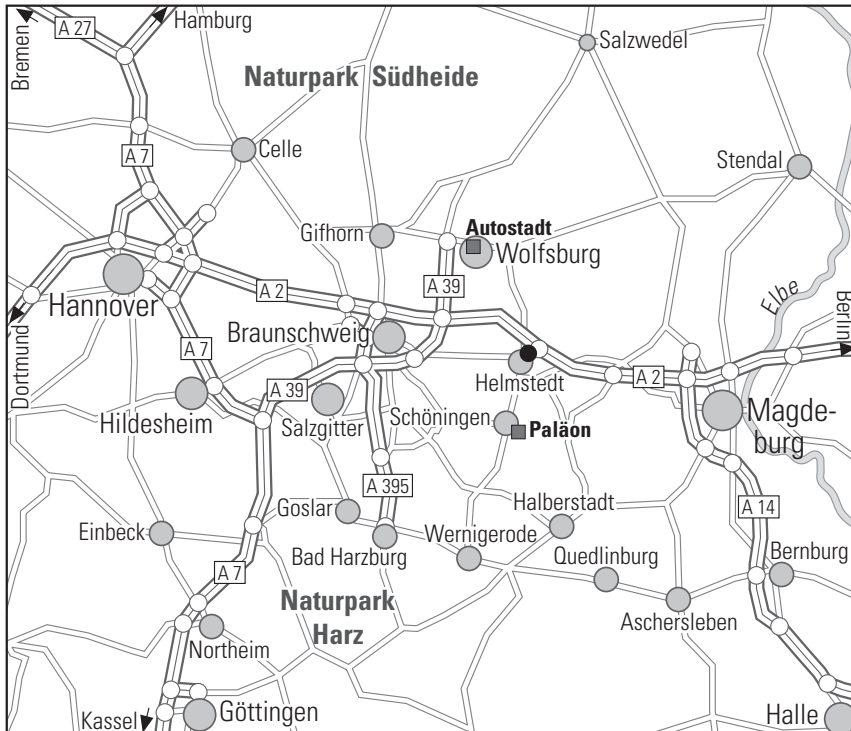 Bremen
A 27
Hamburg
Salzwedel
Naturpark Südheide
A 7
Celle
Stendal
Gifhorn
Autostadt
Wolfsburg
Hannover
A 2
A 39
Elbe
Berlin
Dortmund
Braunschweig
A 7
A 39
Helmstedt
A 2
Hildesheim
Salzgitter
Schöningen
Paläon
Magde-
burg
A 395
Goslar
Halberstadt
A 14
Einbeck
Bad Harzburg
Wernigerode
Quedlinburg
Bernburg
A 7
Naturpark
Harz
Aschersleben
Northeim
Kassel
Göttingen
Halle